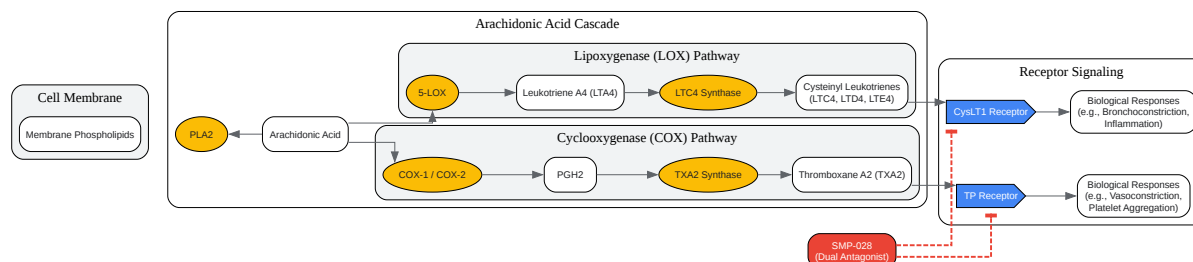 Arachidonic Acid Cascade
Lipoxygenase (LOX) Pathway
5-LOX
Leukotriene A4 (LTA4)
LTC4 Synthase
Cysteinyl Leukotrienes
(LTC4, LTD4, LTE4)
Receptor Signaling
CysLT1 Receptor
Biological Responses
(e.g., Bronchoconstriction,
Inflammation)
Cell Membrane
Membrane Phospholipids
PLA2
Arachidonic Acid
Cyclooxygenase (COX) Pathway
COX-1 / COX-2
PGH2
TXA2 Synthase
Thromboxane A2 (TXA2)
TP Receptor
Biological Responses
(e.g., Vasoconstriction,
Platelet Aggregation)
SMP-028
(Dual Antagonist)